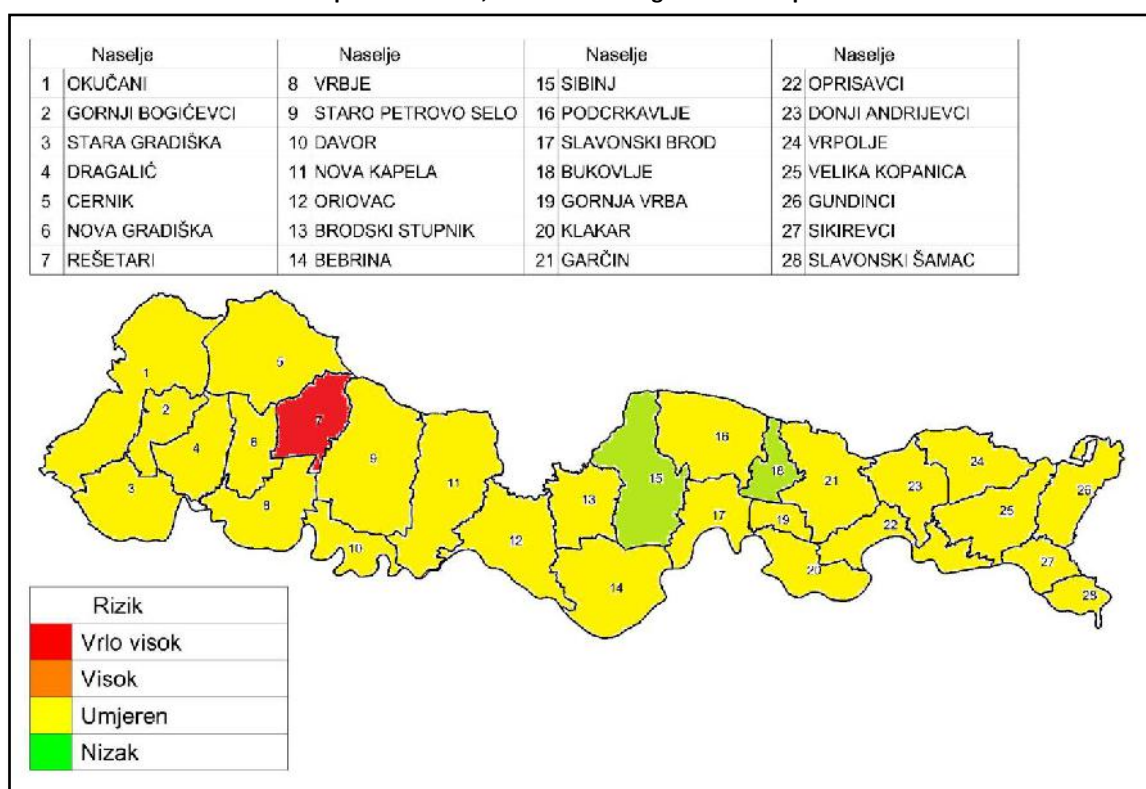 Naselje Naselje Naselje Naselje
1 OKUČANI 8 VRBJE 15 SIBINJ 22 OPRISAVCI
2 GORNJI BOGIĆEVCI 9 STARO PETROVO SELO 16 PODCRKAVLJE 23 DONJI ANDRIJEVCI
3 STARA GRADIŠKA 10 DAVOR 17 SLAVONSKI BROD 24 VRPOLJE
4 DRAGALIĆ 11 NOVA KAPELA 18 BUKOVLJE 25 VELIKA KOPANICA
5 CERNIK 12 ORIOVAC 19 GORNJA VRBA 26 GUNDINCI
6 NOVA GRADIŠKA 13 BRODSKI STUPNIK 20 KLAKAR 27 SIKIREVCI
7 REŠETARI 14 BEBRINA 21 GARČIN 28 SLAVONSKI ŠAMAC
5
1
2
7
6
4
9
3
8
10
11
16
15
18
13
21
23
24
25
26
17
19
22
12
20
27
14
28
Rizik
Vrlo visok
Visok
Umjeren
Nizak